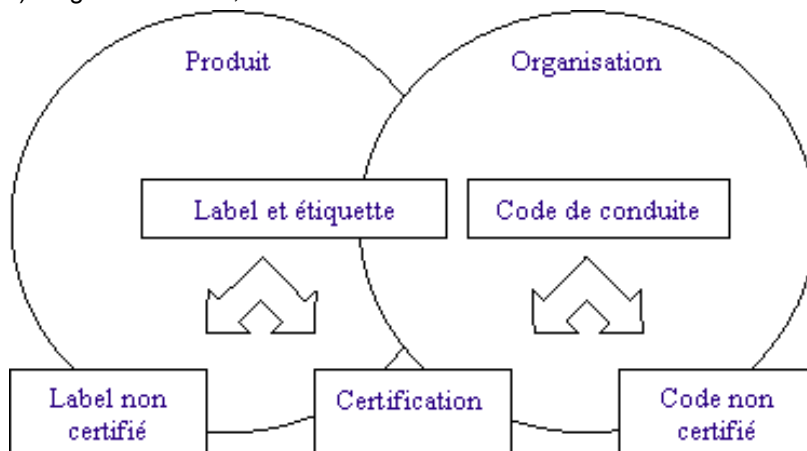 Produit
Organisation
Label et étiquette
Code de conduite
Label non
certifié
Certification
Code non
certifié